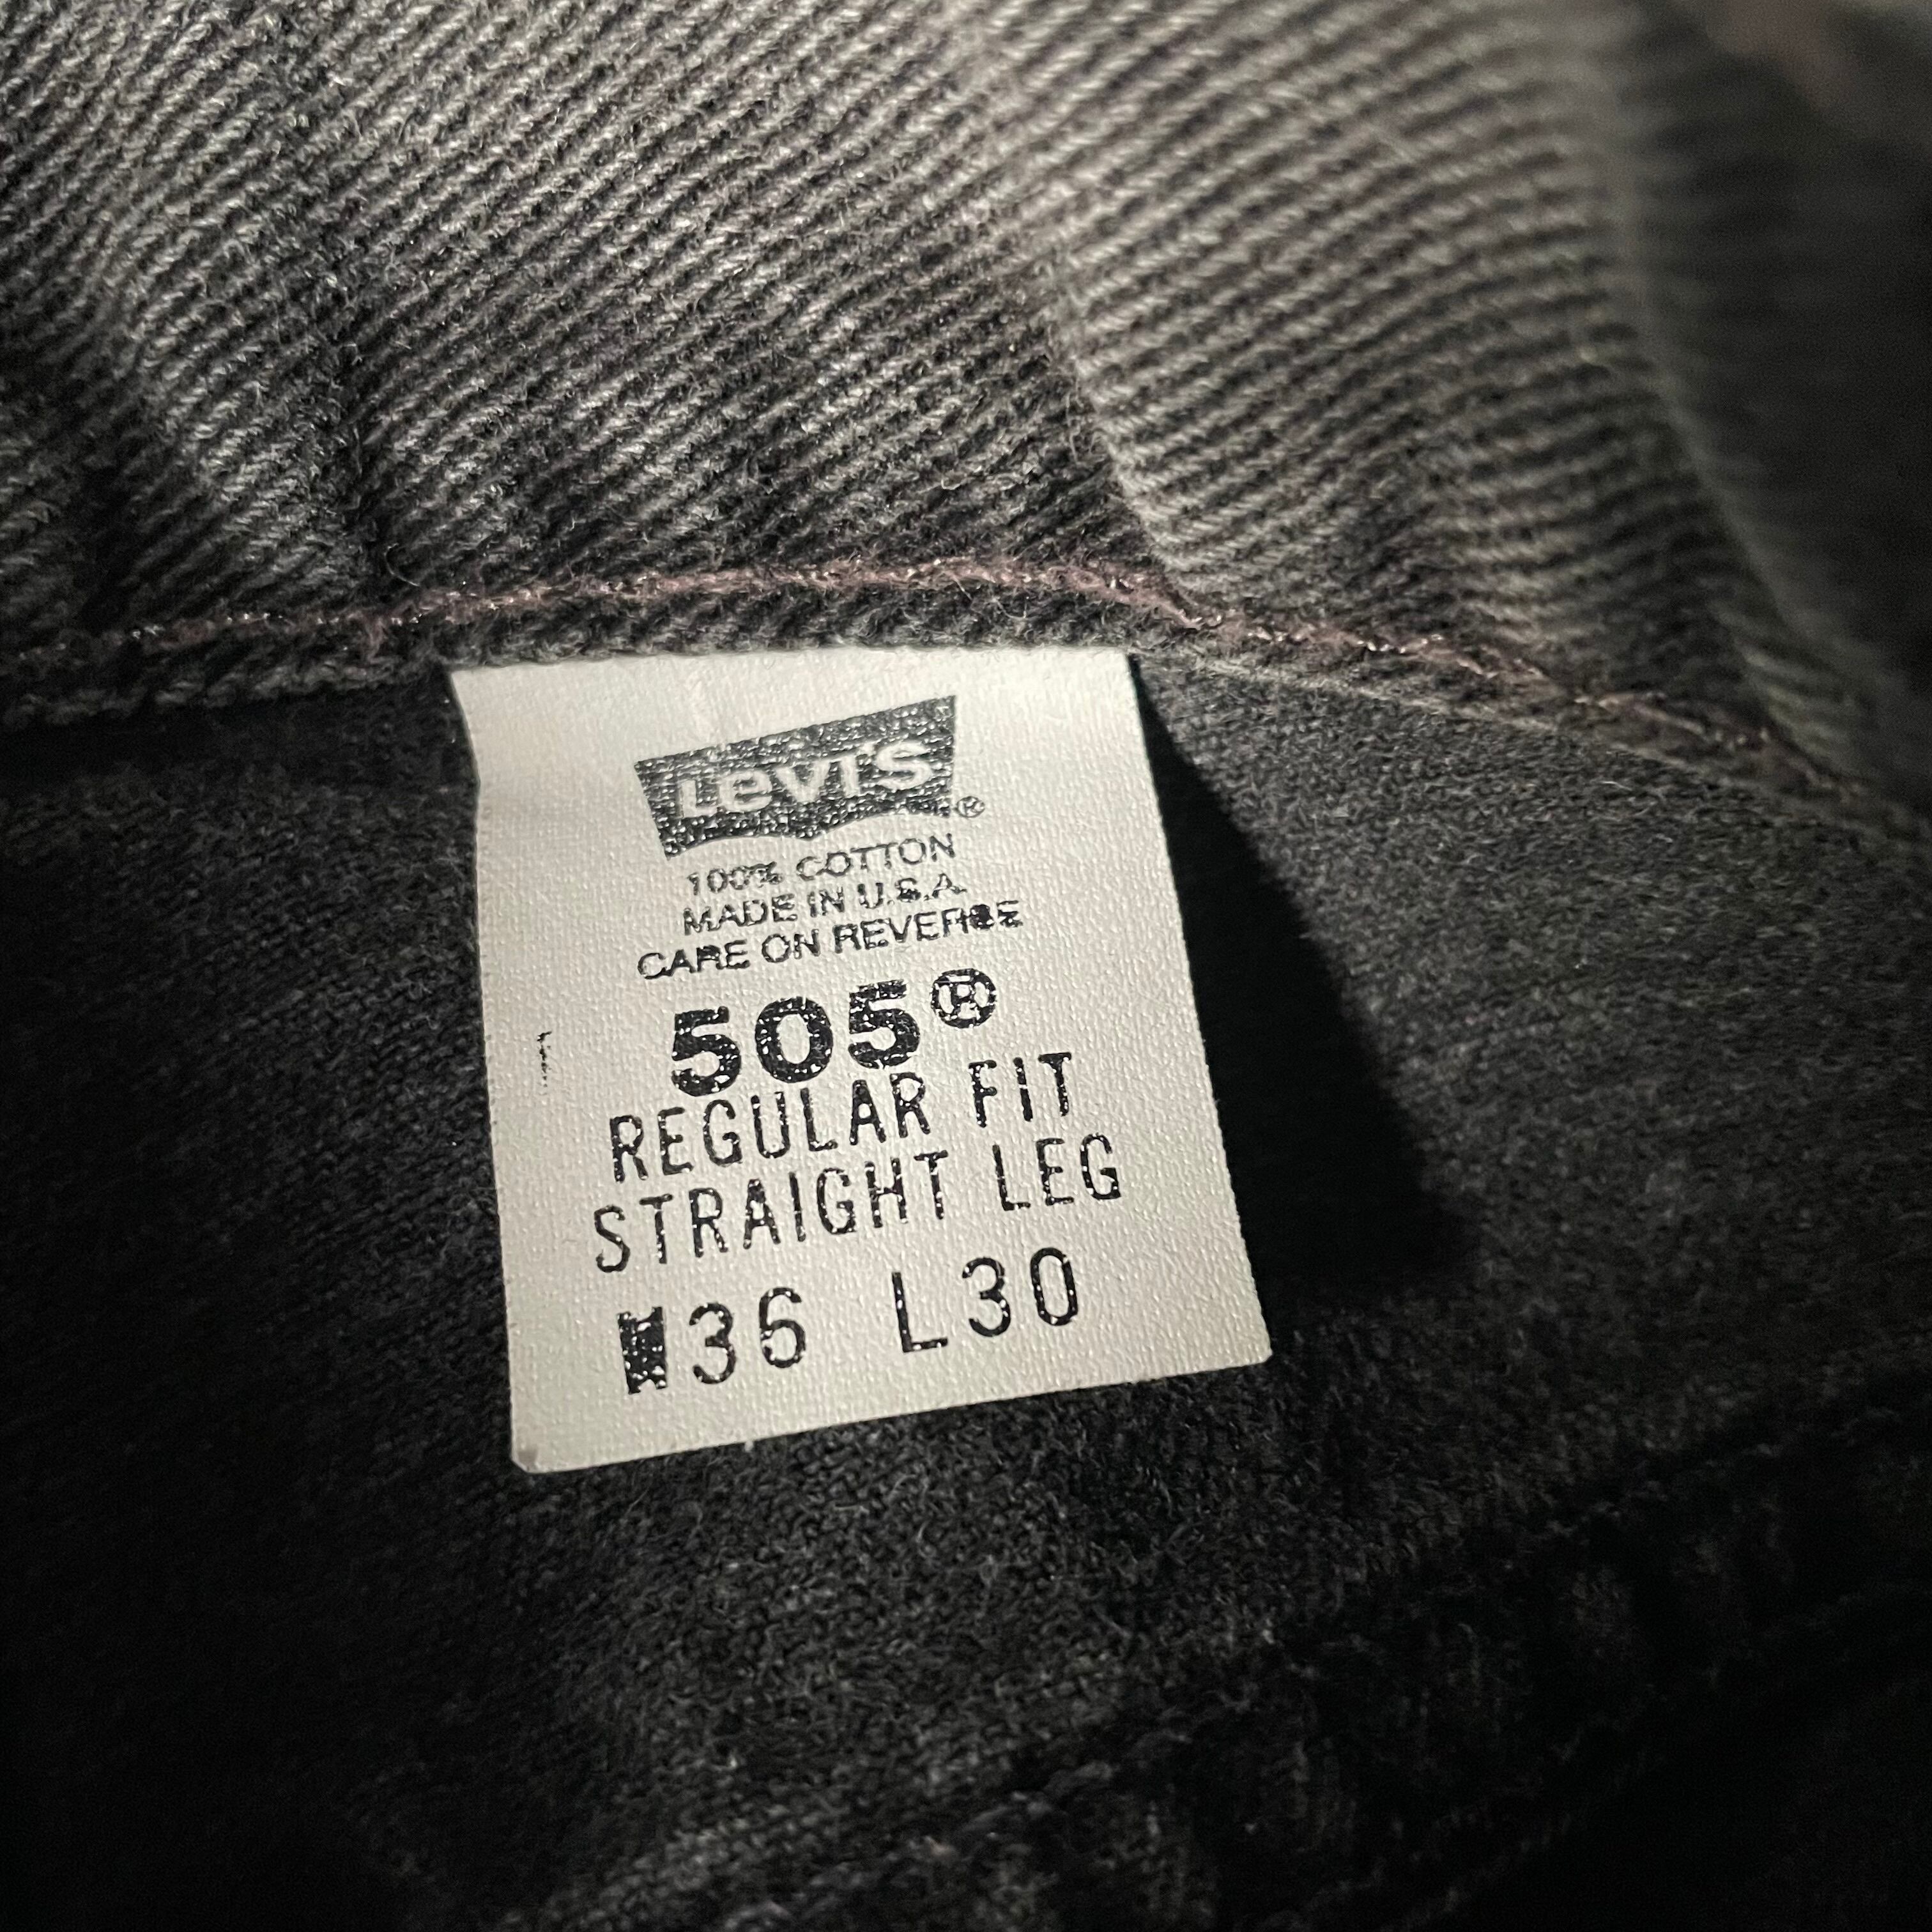 Levi's®
100% COTTON
MADE IN U.S.A.
CARE ON REVERSE
505®
REGULAR FIT
STRAIGHT LEG
W36 L30